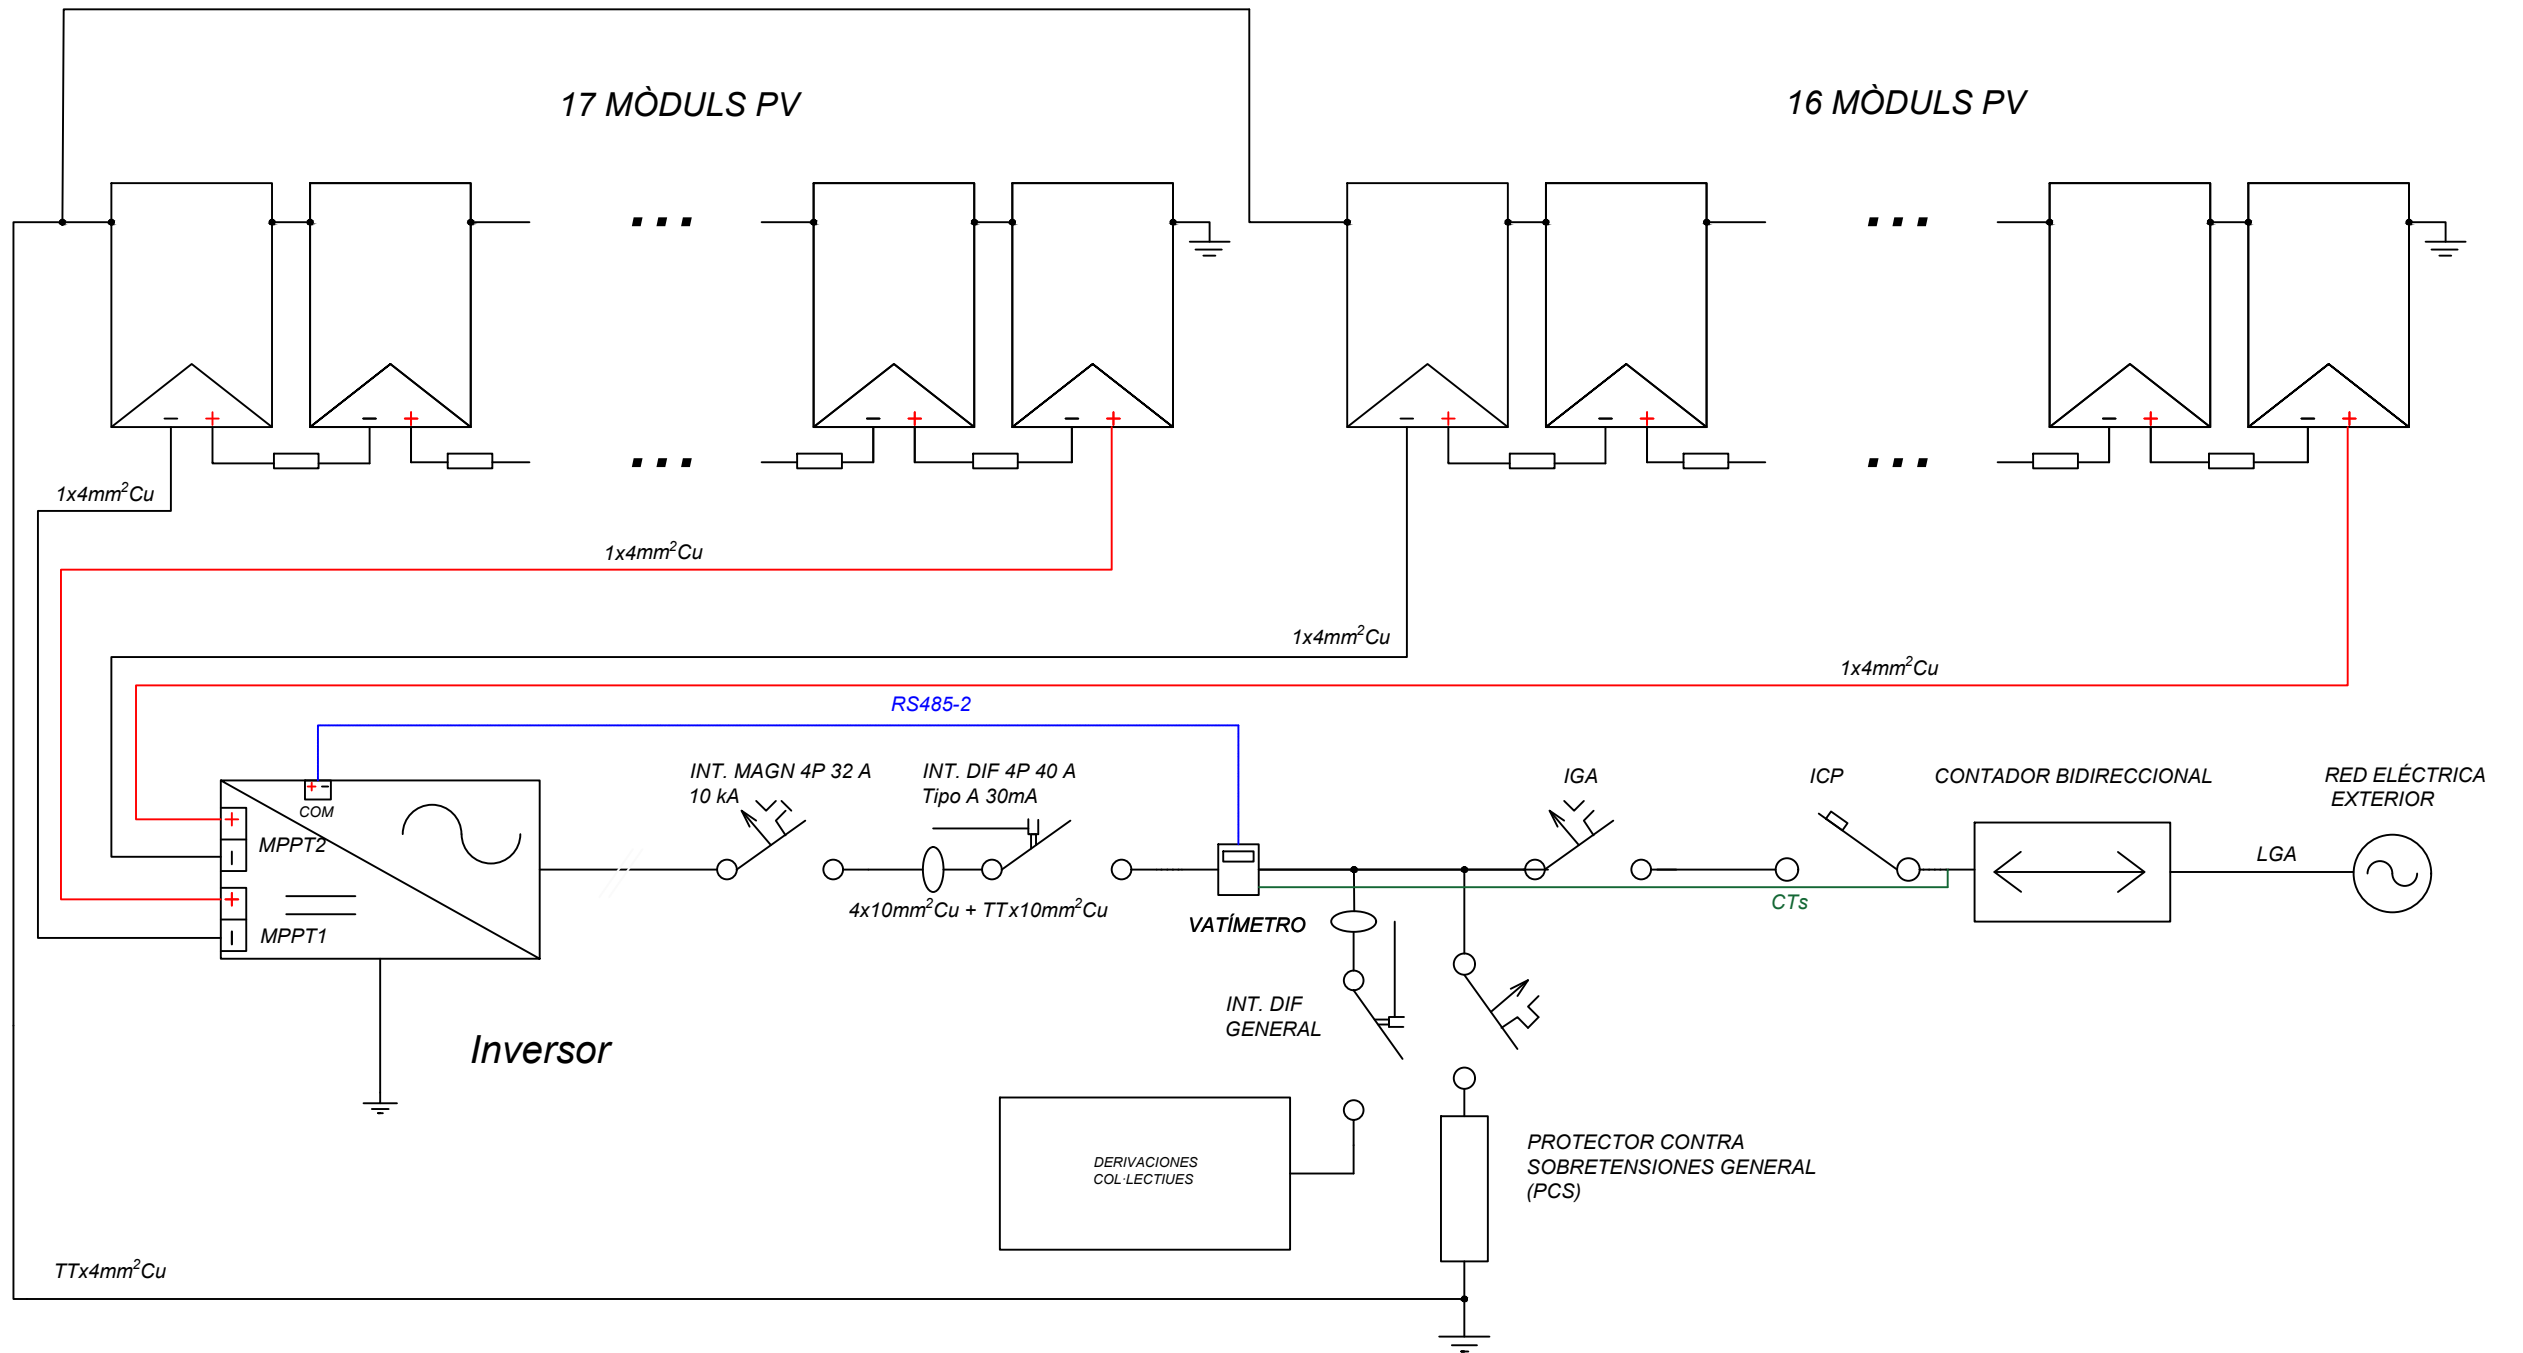 17 MÒDULS PV
16 MÒDULS PV
1x4mm²Cu
1x4mm²Cu
1x4mm²Cu
1x4mm²Cu
RS485-2
INT. MAGN 4P 32 A
10 kA
INT. DIF 4P 40 A
Tipo A 30mA
IGA
ICP
CONTADOR BIDIRECCIONAL
RED ELÉCTRICA
EXTERIOR
COM
MPPT2
MPPT1
LGA
4x10mm²Cu + TTx10mm²Cu
VATÍMETRO
CTs
INT. DIF
GENERAL
Inversor
DERIVACIONES
COL·LECTIUES
PROTECTOR CONTRA
SOBRETENSIONES GENERAL
(PCS)
TTx4mm²Cu